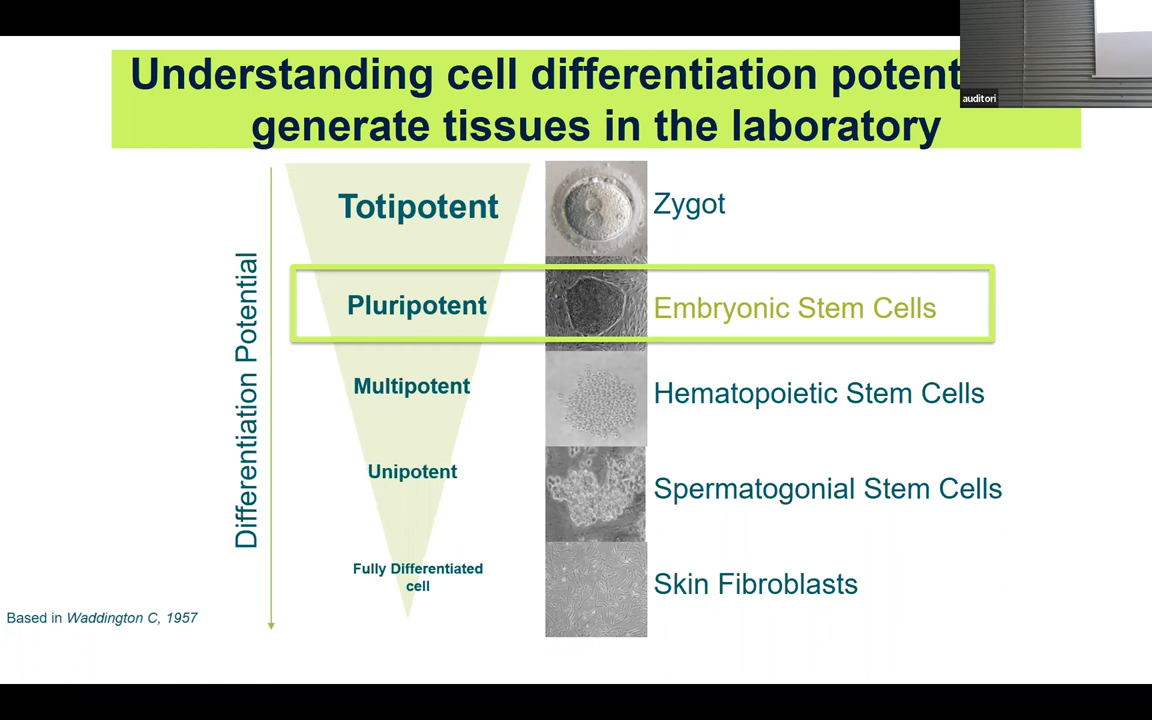 Understanding cell differentiation
generate tissues in the laboratory
auditori
Totipotent
Zygot
Differentiation Potential
Pluripotent
Embryonic Stem Cells
Multipotent
Hematopoietic Stem Cells
Unipotent
Spermatogonial Stem Cells
Fully Differentiated
cell
Skin Fibroblasts
Based in Waddington C, 1957